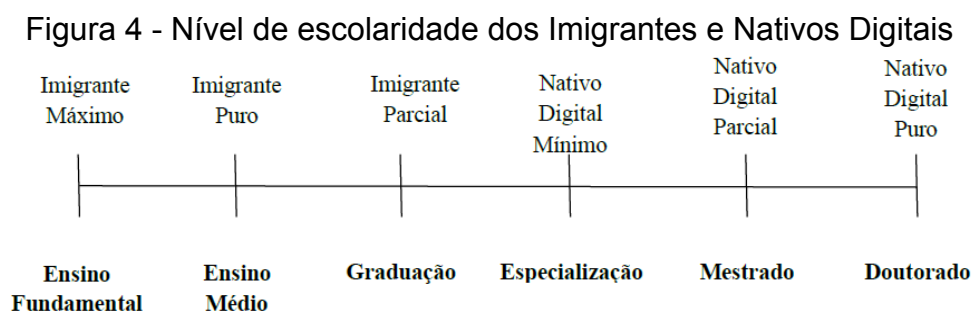 Figura 4 - Nível de escolaridade dos Imigrantes e Nativos Digitais
Imigrante
Máximo
Imigrante
Puro
Imigrante
Parcial
Nativo
Digital
Mínimo
Nativo
Digital
Parcial
Nativo
Digital
Puro
Ensino
Fundamental
Ensino
Médio
Graduação
Especialização
Mestrado
Doutorado